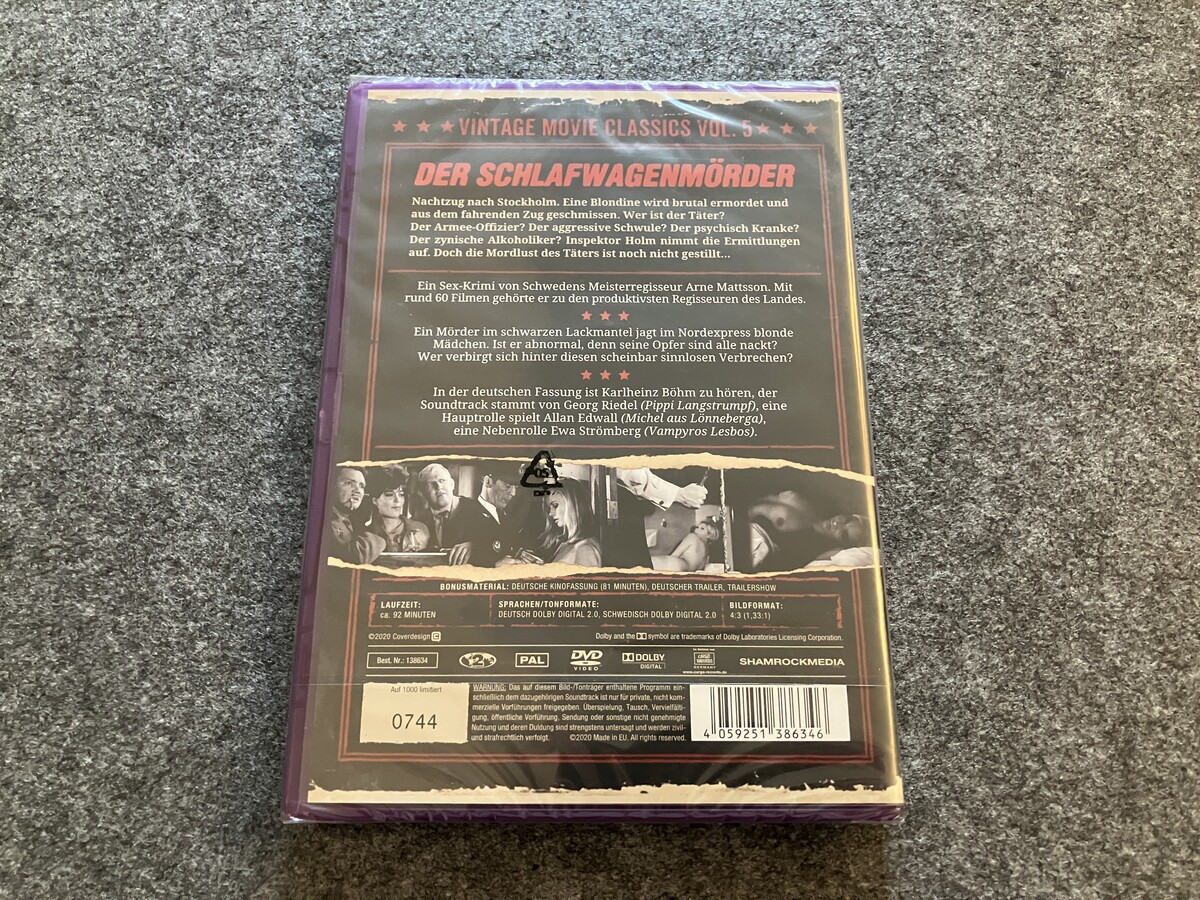 VINTAGE MOVIE CLASSICS VOL. 5
DER SCHLAFWAGENMÖRDER
Nachtzug nach Stockholm. Eine Blondine wird brutal ermordet und
aus dem fahrenden Zug geschmissen. Wer ist der Täter?
Der Armee-Offizier? Der aggressive Schwule? Der psychisch Kranke?
Der zynische Alkoholiker? Inspektor Holm nimmt die Ermittlungen
auf. Doch die Mordlust des Täters ist noch nicht gestillt...
Ein Sex-Krimi von Schwedens Meisterregisseur Arne Mattsson. Mit
rund 60 Filmen gehörte er zu den produktivsten Regisseuren des Landes.
Ein Mörder im schwarzen Lackmantel jagt im Nordexpress blonde
Mädchen. Ist er abnormal, denn seine Opfer sind alle nackt?
Wer verbirgt sich hinter diesen scheinbar sinnlosen Verbrechen?
In der deutschen Fassung ist Karlheinz Böhm zu hören, der
Soundtrack stammt von Georg Riedel (Pippi Langstrumpf), eine
Hauptrolle spielt Allan Edwall (Michel aus Lönneberga),
eine Nebenrolle Ewa Strömberg (Vampyros Lesbos).
BONUSMATERIAL: DEUTSCHE KINOFASSUNG (81 MINUTEN), DEUTSCHER TRAILER, TRAILERSHOW
LAUFZEIT:
ca. 92 MINUTEN
SPRACHEN/TONFORMATE:
DEUTSCH DOLBY DIGITAL 2.0, SCHWEDISCH DOLBY DIGITAL 2.0
BILDFORMAT:
4:3 (1,33:1)
©2020 Coverdesign
Dolby and the symbol are trademarks of Dolby Laboratories Licensing Corporation.
Best. Nr.: 138634
2
PAL
DVD
VIDEO
DOLBY
DIGITAL
SHAMROCKMEDIA
www.cargo-records.de
Auf 1000 limitiert
0744
WARNUNG: Das auf diesem Bild-/Tonträger enthaltene Programm ein-
schließlich dem dazugehörigen Soundtrack ist nur für private, nicht kom-
merzielle Vorführungen freigegeben. Überspielung, Tausch, Vervielfälti-
gung, öffentliche Vorführung, Sendung oder sonstige nicht genehmigte
Nutzung und deren Duldung sind strengstens untersagt und werden zivil-
und strafrechtlich verfolgt. ©2020 Made in EU. All rights reserved.
4 059251 386346